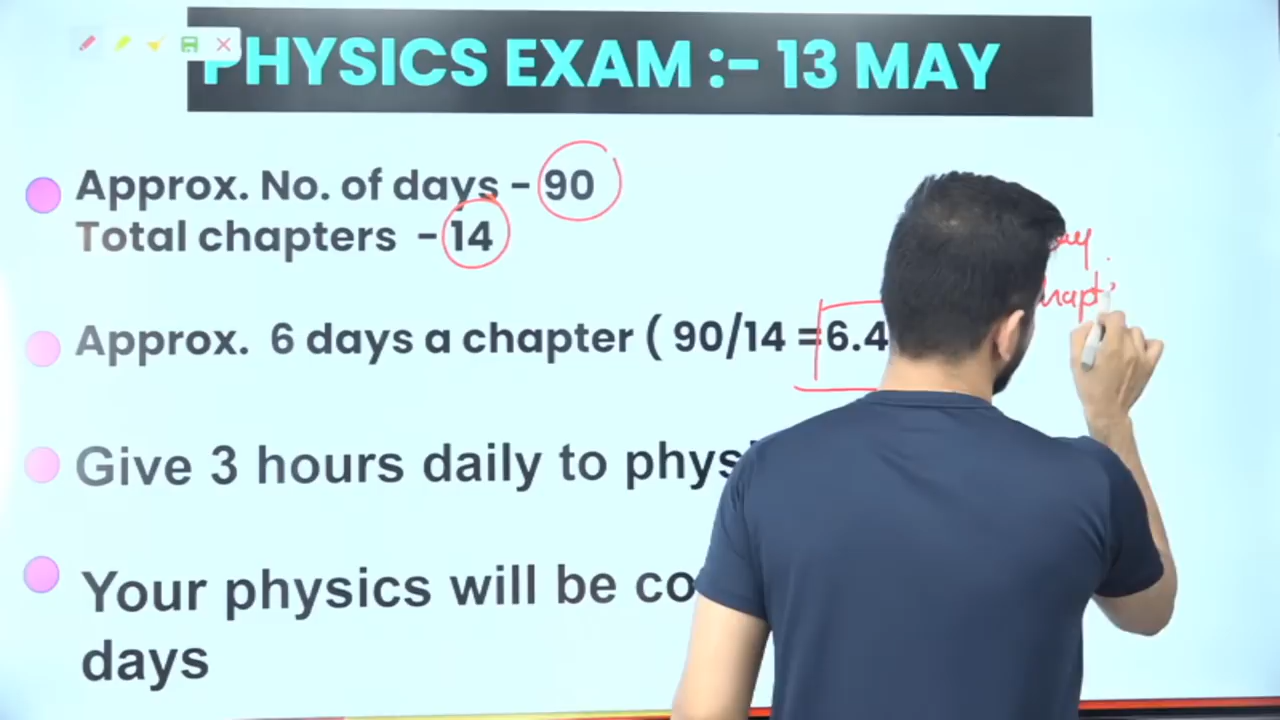 PHYSICS EXAM :- 13 MAY
Approx. No. of days - 90
Total chapters - 14
Approx. 6 days a chapter ( 90/14 =6.4
Give 3 hours daily to phys
Your physics will be co
days